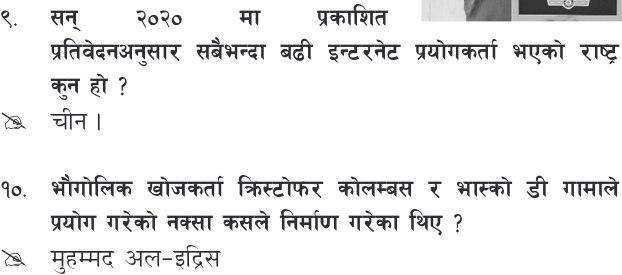 ९. सन् २०२० मा प्रकाशित
प्रतिवेदनअनुसार सबैभन्दा बढी इन्टरनेट प्रयोगकर्ता भएको राष्ट्र
कुन हो ?
चीन ।
१०. भौगोलिक खोजकर्ता क्रिस्टोफर कोलम्बस र भास्को डी गामाले
प्रयोग गरेको नक्सा कसले निर्माण गरेका थिए ?
मुहम्मद अल-इद्रिस